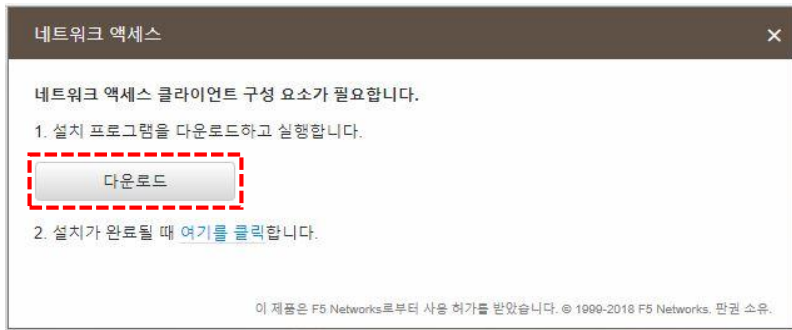 네트워크 액세스
네트워크 액세스 클라이언트 구성 요소가 필요합니다.
1. 설치 프로그램을 다운로드하고 실행합니다.
다운로드
2. 설치가 완료될 때 여기를 클릭합니다.
이 제품은 F5 Networks로부터 사용 허가를 받았습니다. © 1999-2018 F5 Networks. 판권 소유.